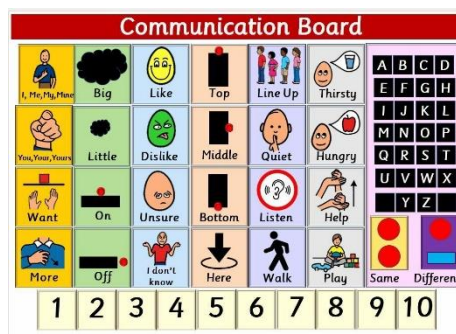 Communication Board
I, Me, My, Mine Big Like Top Line Up Thirsty
You, Your, Yours Little Dislike Middle Quiet Hungry
Want On Unsure Bottom Listen Help
More Off I don't know Here Walk Play
A B C D
E F G H
I J K L
M N O P
Q R S T
U V W X
Y Z
Same Differen
1 2 3 4 5 6 7 8 9 10